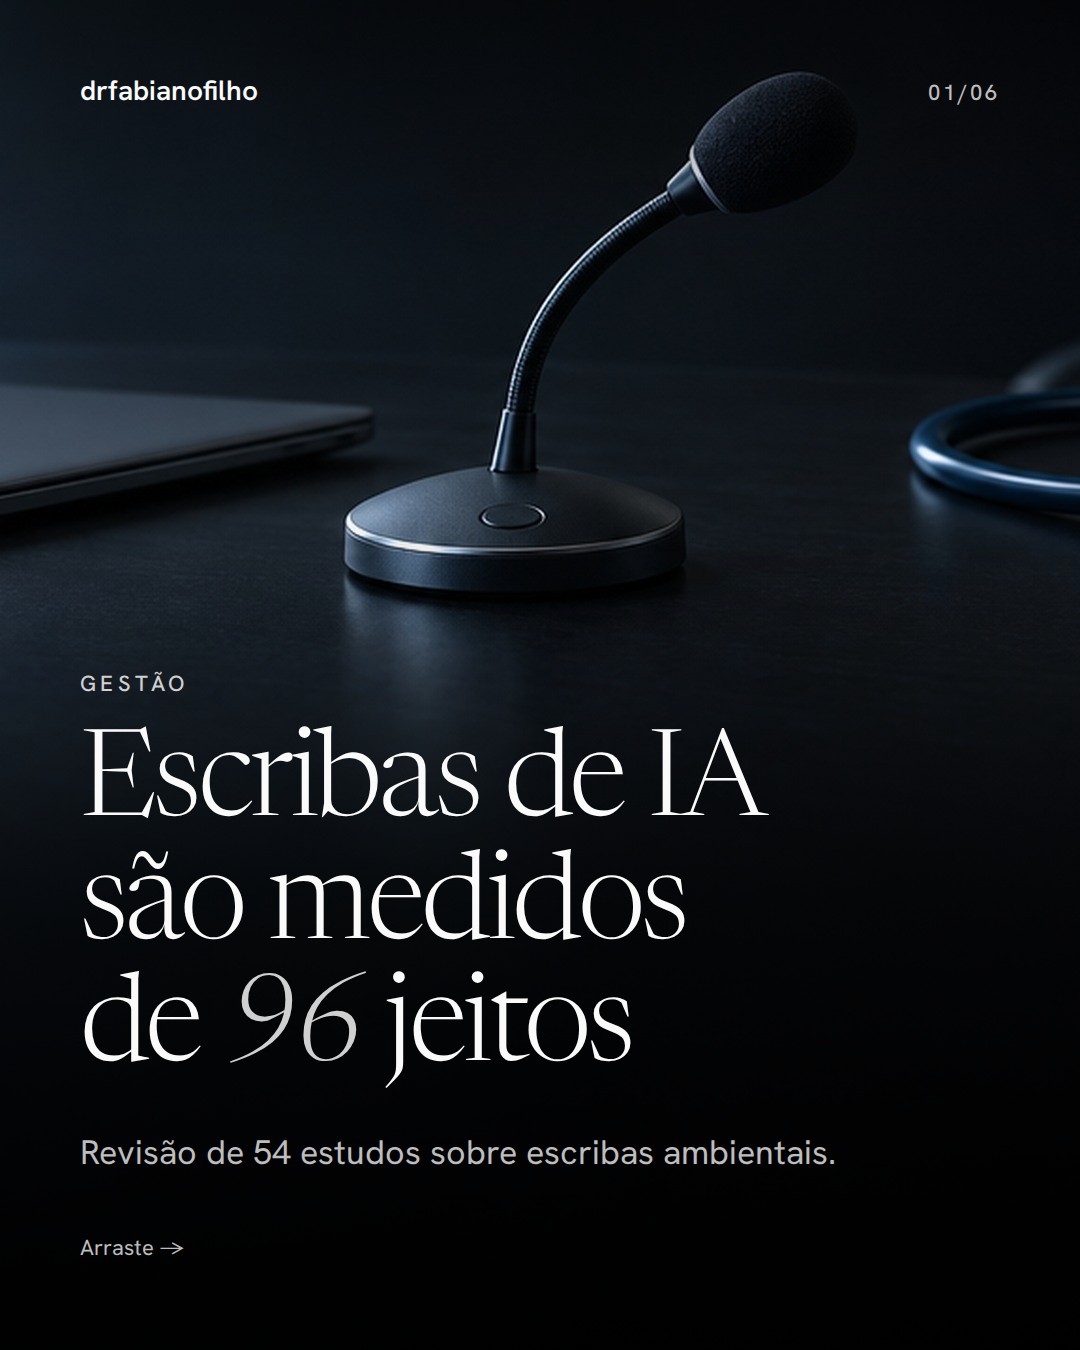 drfabianofilho
01/06
GESTÃO
Escribas de IA
são medidos
de 96 jeitos
Revisão de 54 estudos sobre escribas ambientais.
Arraste →